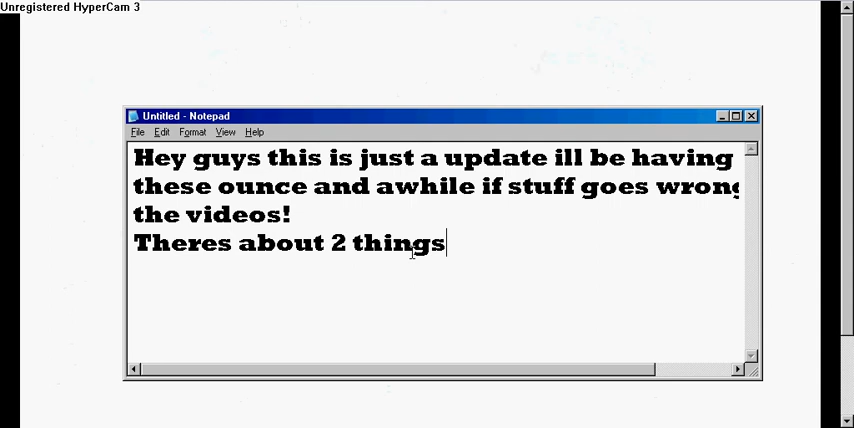 Unregistered HyperCam 3
Untitled - Notepad
File Edit Format View Help
Hey guys this is just a update ill be having
these ounce and awhile if stuff goes wrong
the videos!
Theres about 2 things